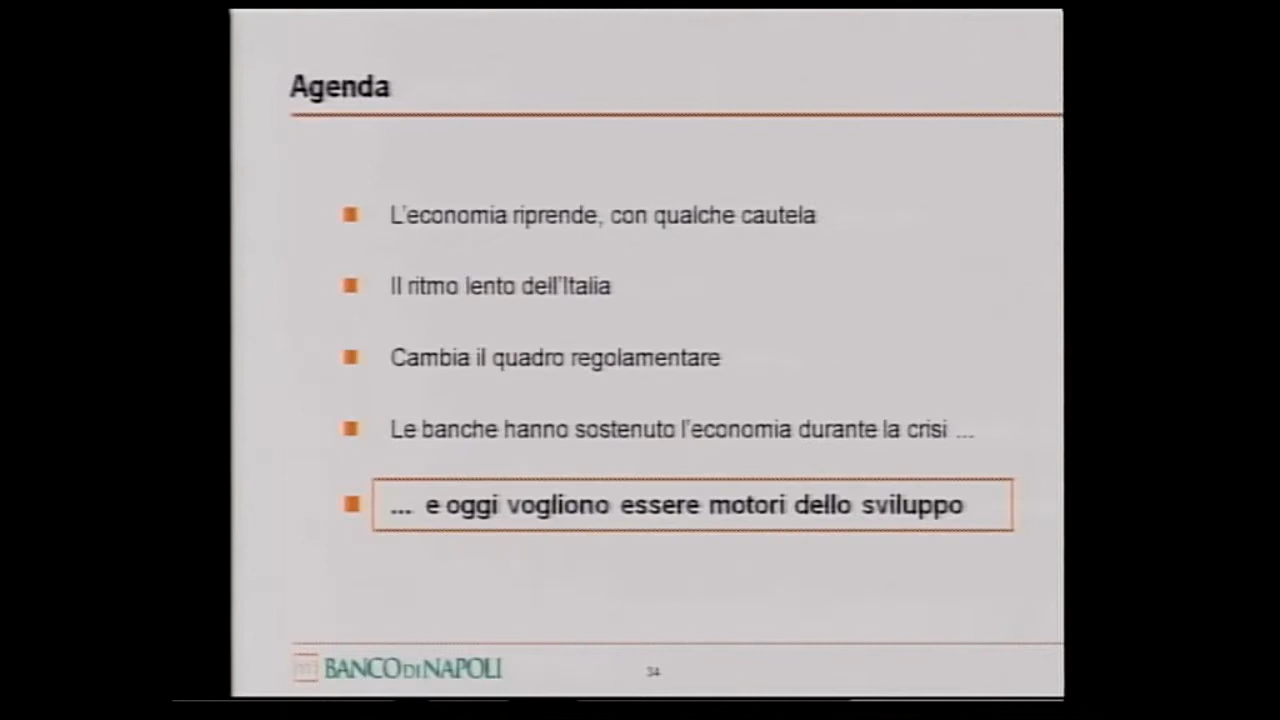 Agenda
L'economia riprende, con qualche cautela
Il ritmo lento dell'Italia
Cambia il quadro regolamentare
Le banche hanno sostenuto l'economia durante la crisi ...
... e oggi vogliono essere motori dello sviluppo
BANCO DI NAPOLI
34